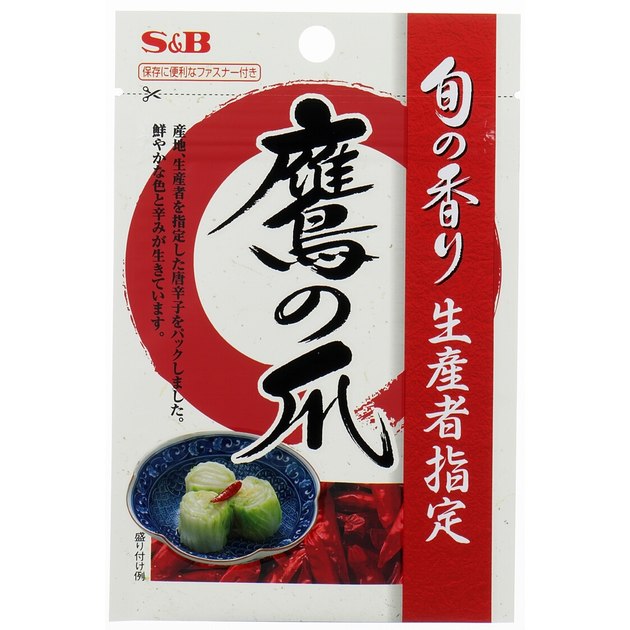 S&B
保存に便利なファスナー付き
旬の香り 生産者指定
鷹の爪
産地、生産者を指定した唐辛子をパックしました。
鮮やかな色と辛みが生きています。
盛り付け例